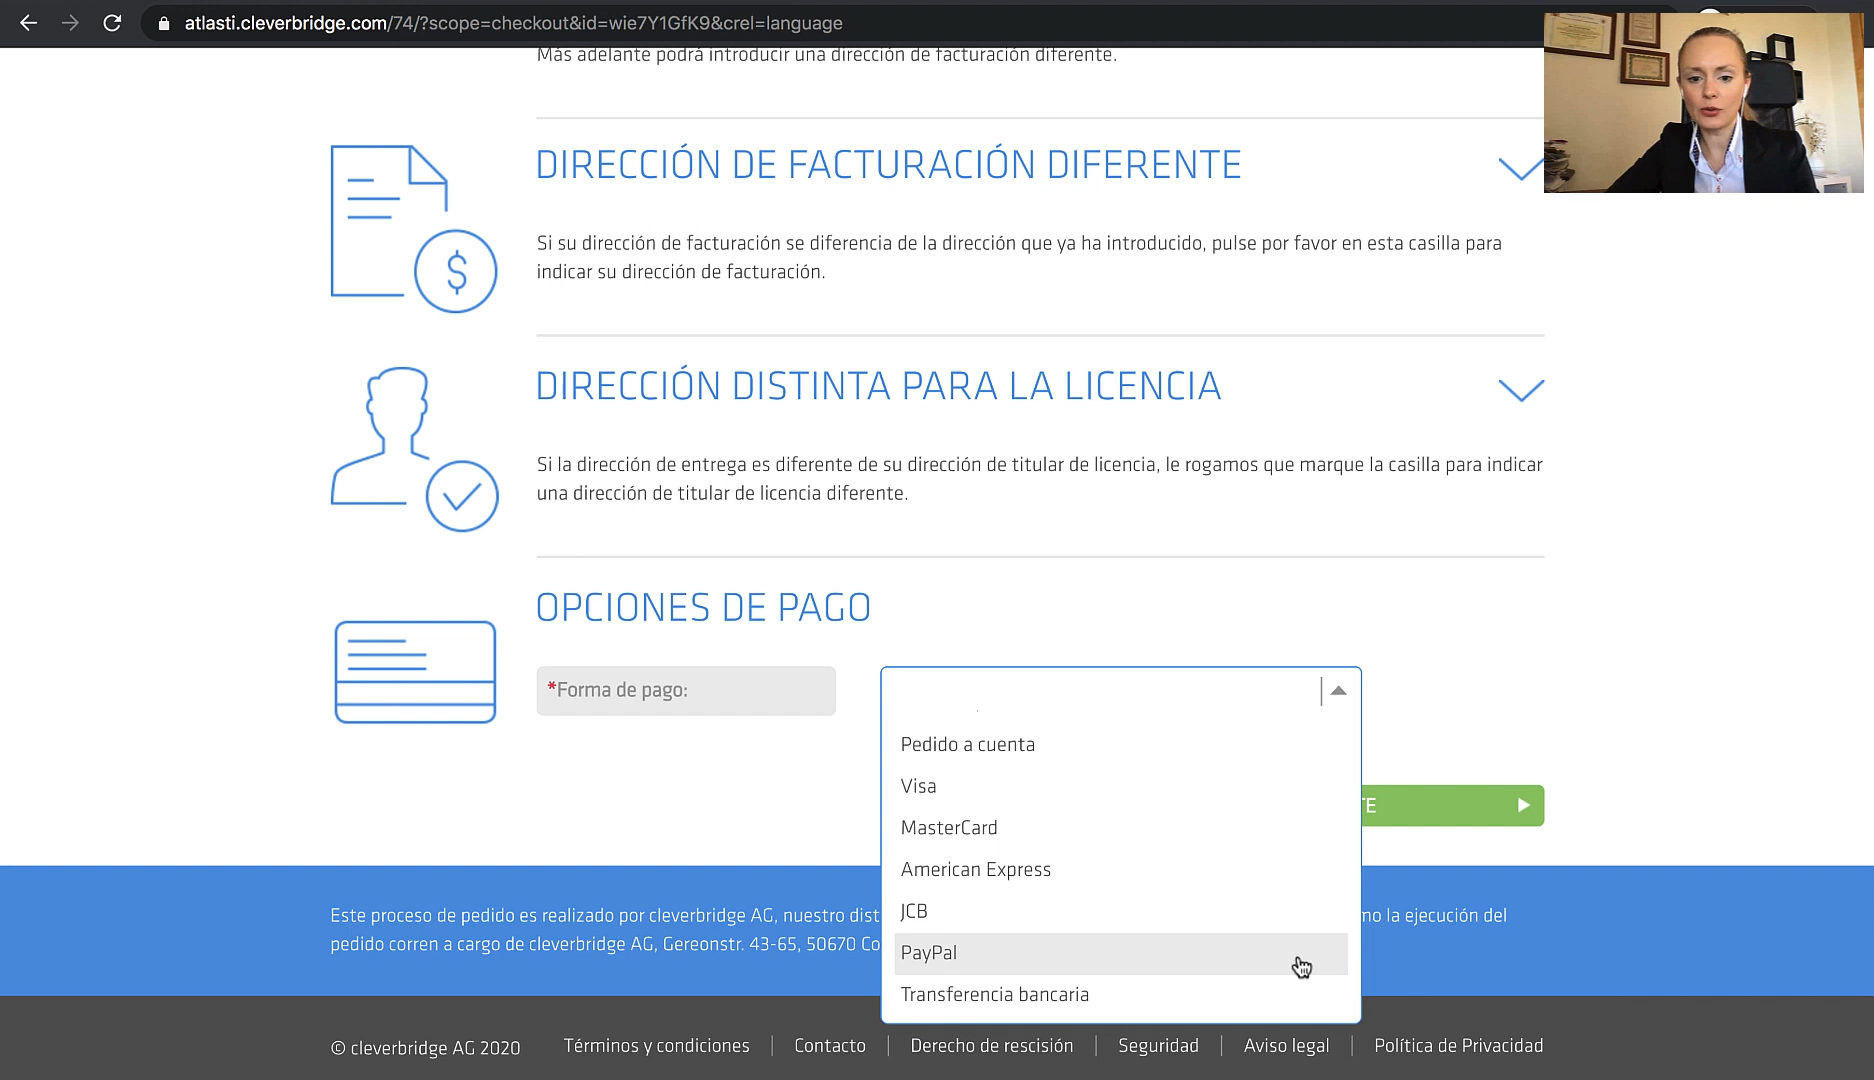 atlasti.cleverbridge.com/74/?scope=checkout&id=wie7Y1GfK9&crel=language
Más adelante podrá introducir una dirección de facturación diferente.
DIRECCIÓN DE FACTURACIÓN DIFERENTE
Si su dirección de facturación se diferencia de la dirección que ya ha introducido, pulse por favor en esta casilla para
indicar su dirección de facturación.
$
DIRECCIÓN DISTINTA PARA LA LICENCIA
Si la dirección de entrega es diferente de su dirección de titular de licencia, le rogamos que marque la casilla para indicar
una dirección de titular de licencia diferente.
OPCIONES DE PAGO
*Forma de pago:
Pedido a cuenta
Visa
MasterCard
American Express
JCB
PayPal
Transferencia bancaria
TE
Este proceso de pedido es realizado por cleverbridge AG, nuestro dist
mo la ejecución del
pedido corren a cargo de cleverbridge AG, Gereonstr. 43-65, 50670 Co
© cleverbridge AG 2020
Términos y condiciones
Contacto
Derecho de rescisión
Seguridad
Aviso legal
Política de Privacidad